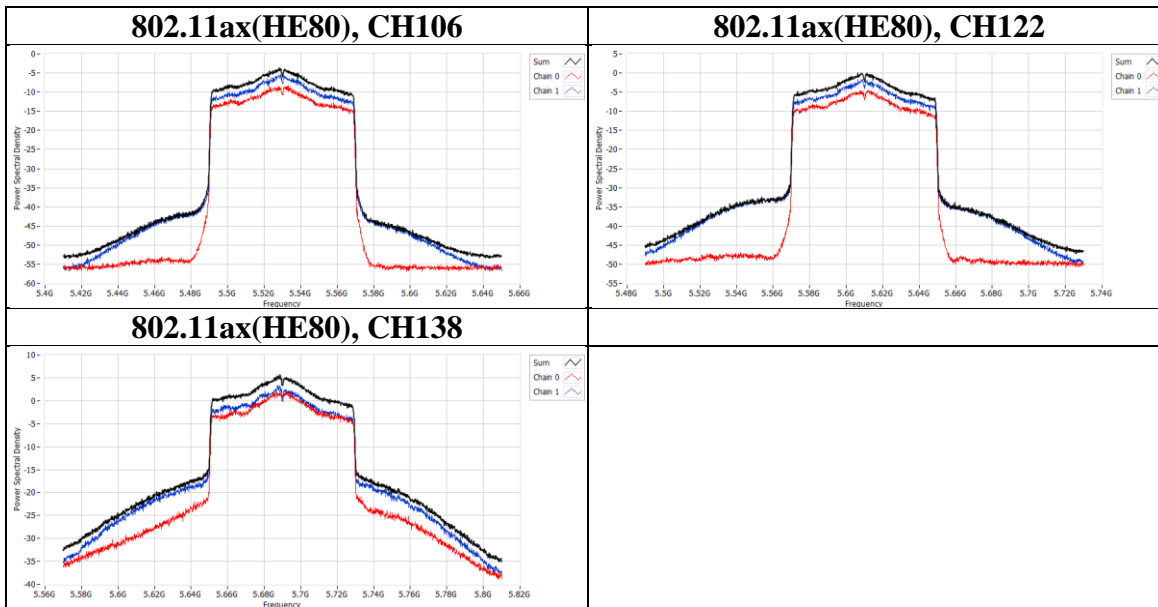 802.11ax(HE80), CH106
802.11ax(HE80), CH122
0-
-5-
-10-
-15-
-20-
-25-
-30-
-35-
-40-
-45-
-50-
-55-
-60-
Power Spectral Density
5.4G 5.42G 5.44G 5.46G 5.48G 5.5G 5.52G 5.54G 5.56G 5.58G 5.6G 5.62G 5.64G 5.66G
Frequency
Sum
Chain 0
Chain 1
5-
0-
-5-
-10-
-15-
-20-
-25-
-30-
-35-
-40-
-45-
-50-
-55-
Power Spectral Density
5.48G 5.5G 5.52G 5.54G 5.56G 5.58G 5.6G 5.62G 5.64G 5.66G 5.68G 5.7G 5.72G 5.74G
Frequency
Sum
Chain 0
Chain 1
802.11ax(HE80), CH138
10-
5-
0-
-5-
-10-
-15-
-20-
-25-
-30-
-35-
-40-
Power Spectral Density
5.56G 5.58G 5.6G 5.62G 5.64G 5.66G 5.68G 5.7G 5.72G 5.74G 5.76G 5.78G 5.8G 5.82G
Frequency
Sum
Chain 0
Chain 1